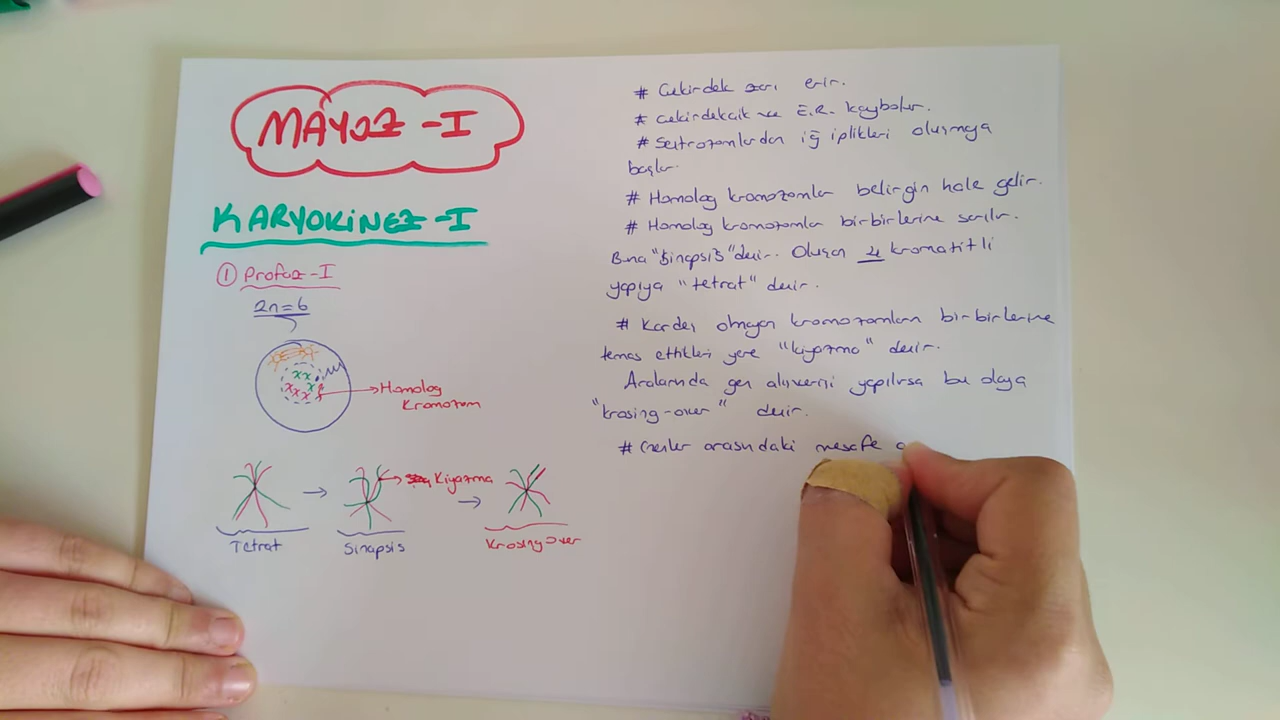 MAYOZ-I
KARYOKİNEZ-I
① Profaz-I
2n=6
Homolog
Kromozom
Kiyazma
Tetrat
Sinapsis
Krosing Over
# Cekirdek zarı erir.
# cekirdekcik ve E.R. kaybolur.
# Sentrozomlardan iğ iplikleri oluşmaya
başlar.
# Homolog kromozomlar belirgin hale gelir.
# Homolog kromozomlar birbirlerine sarılır.
Buna "Sinapsis" denir. Oluşan 4 kromatitli
yapıya "tetrat" denir.
# Kardeş olmayan kromozomların birbirlerine
temas ettikleri yere "kiyazma" denir.
Aralarında gen alışverişi yapılırsa bu olaya
"krosing-over" denir.
# Genler arasındaki mesafe